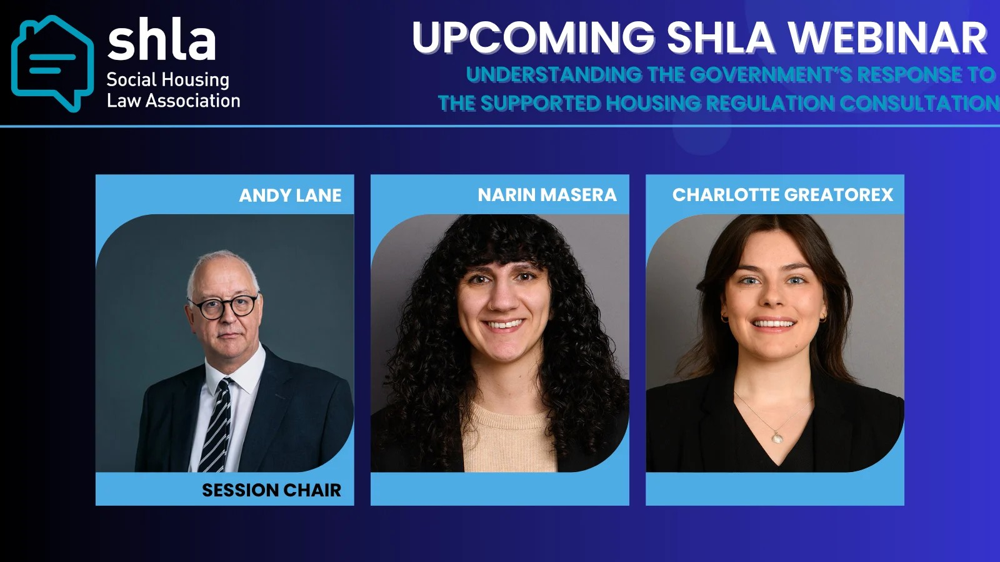 shla
Social Housing
Law Association
UPCOMING SHLA WEBINAR
UNDERSTANDING THE GOVERNMENT'S RESPONSE TO
THE SUPPORTED HOUSING REGULATION CONSULTATION
ANDY LANE
SESSION CHAIR
NARIN MASERA
CHARLOTTE GREATOREX